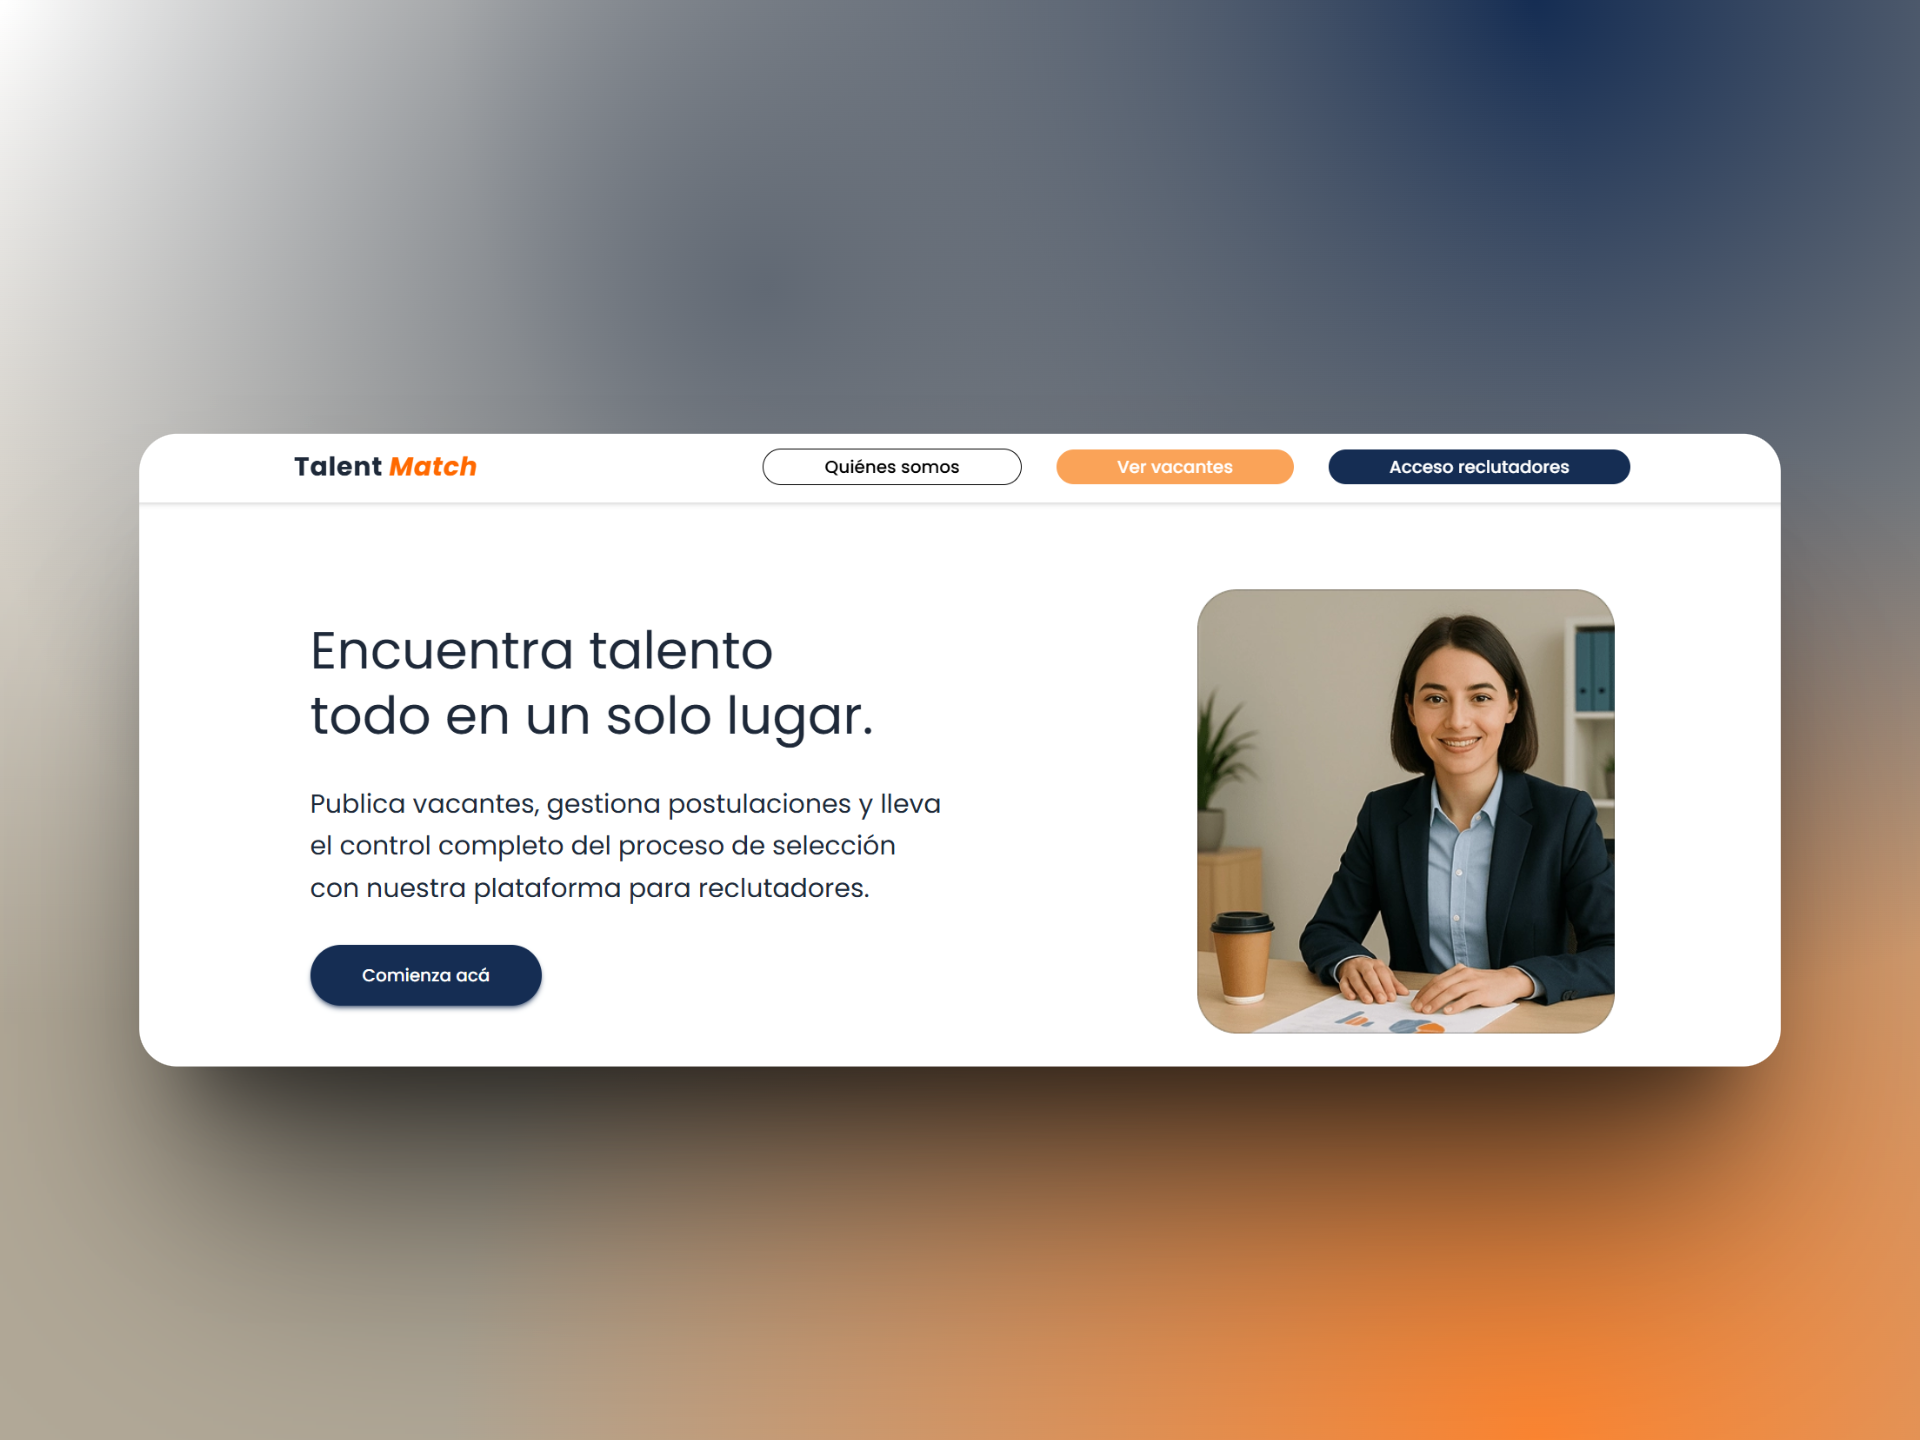 Talent Match
Quiénes somos
Ver vacantes
Acceso reclutadores
Encuentra talento
todo en un solo lugar.
Publica vacantes, gestiona postulaciones y lleva
el control completo del proceso de selección
con nuestra plataforma para reclutadores.
Comienza acá